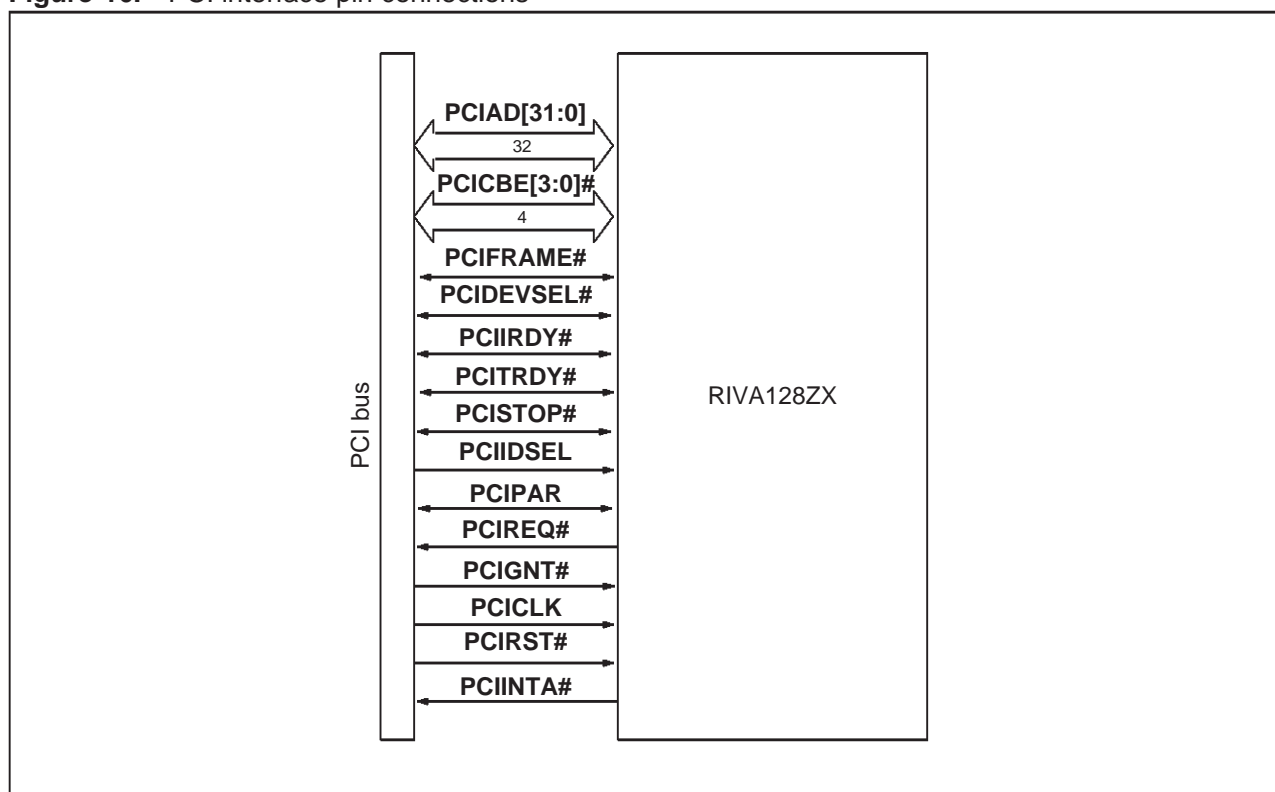 PCIAD[31:0]
32
PCICBE[3:0]#
4
PCIFRAME#
PCIDEVSEL#
PCIIRDY#
PCITRDY#
PCISTOP#
PCIIDSEL
PCIPAR
PCIREQ#
PCIGNT#
PCICLK
PCIRST#
PCIINTA#
PCI bus
RIVA128ZX